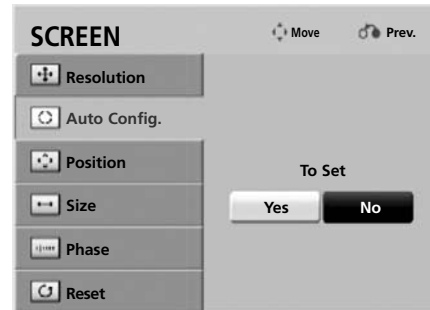 SCREEN
Move
Prev.
Resolution
Auto Config.
Position
Size
Phase
Reset
To Set
Yes
No